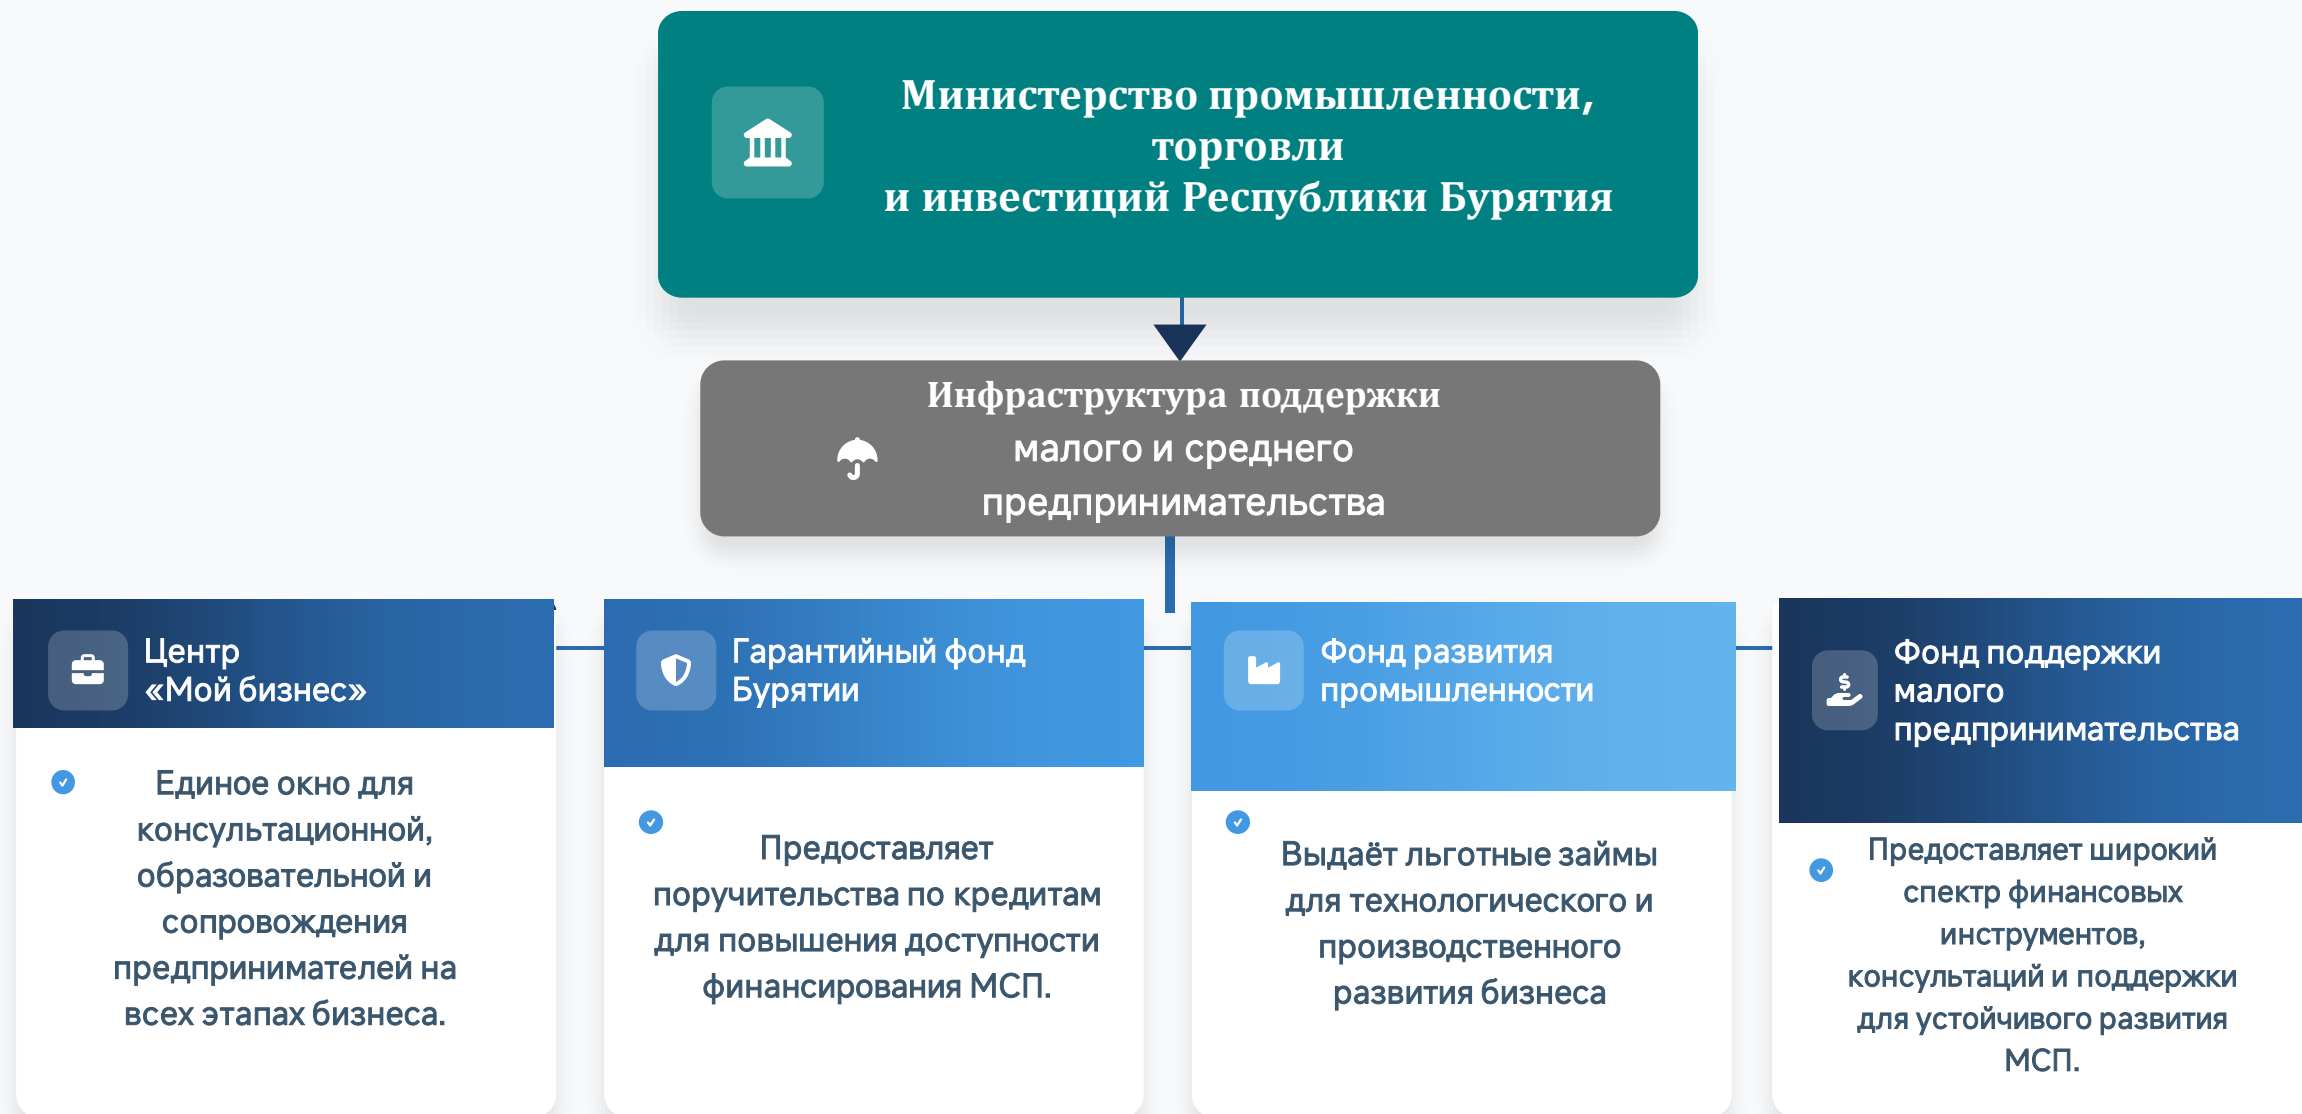 Министерство промышленности,
торговли
и инвестиций Республики Бурятия
Инфраструктура поддержки
малого и среднего
предпринимательства
Центр
«Мой бизнес»
Единое окно для
консультационной,
образовательной и
сопровождения
предпринимателей на
всех этапах бизнеса.
Гарантийный фонд
Бурятии
Предоставляет
поручительства по кредитам
для повышения доступности
финансирования МСП.
Фонд развития
промышленности
Выдаёт льготные займы
для технологического и
производственного
развития бизнеса
Фонд поддержки
малого
предпринимательства
Предоставляет широкий
спектр финансовых
инструментов,
консультаций и поддержки
для устойчивого развития
МСП.